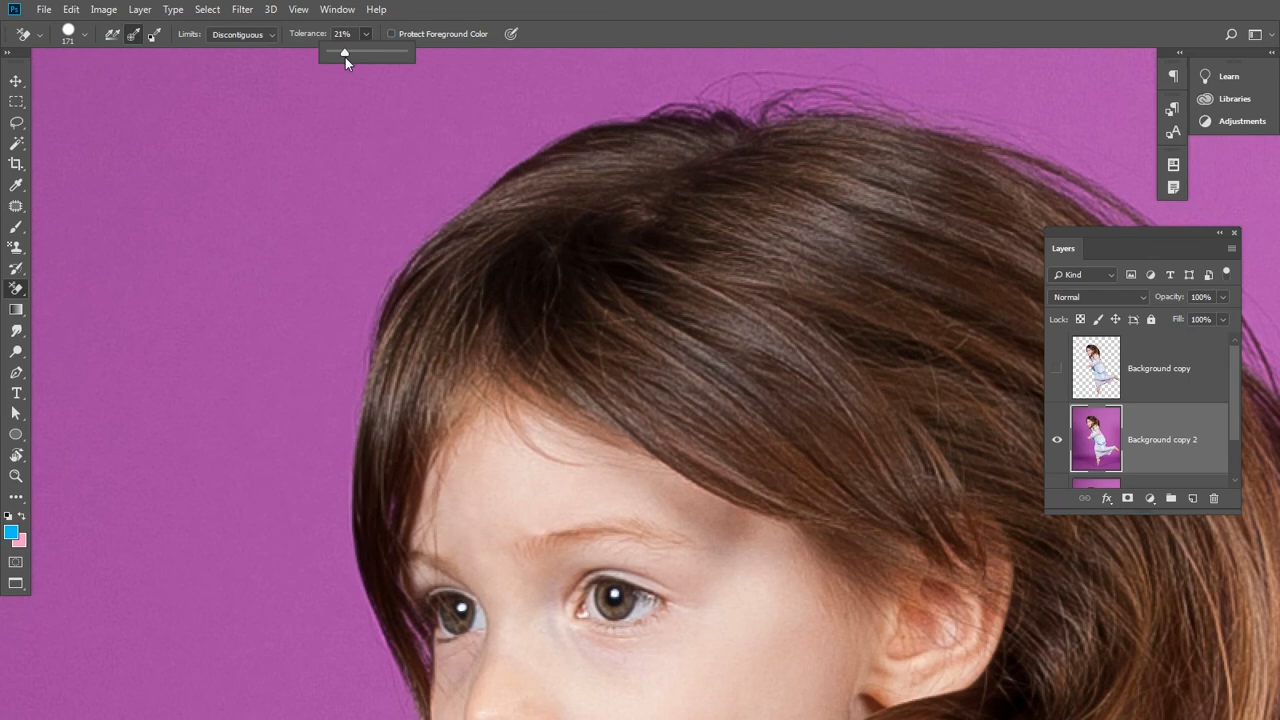 Ps File Edit Image Layer Type Select Filter 3D View Window Help
171 Limits: Discontiguous Tolerance: 21% Protect Foreground Color
Learn
Libraries
Adjustments
Layers
Kind
Normal Opacity: 100%
Lock: Fill: 100%
Background copy
Background copy 2